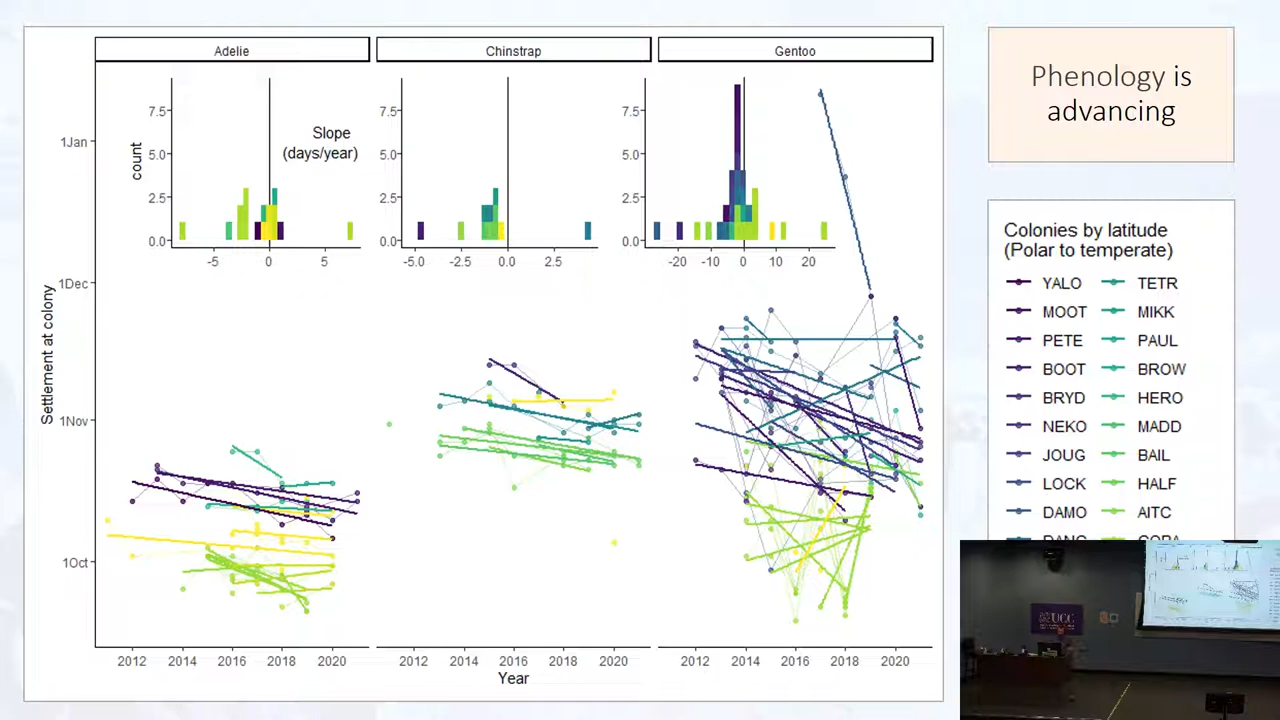 Adelie
Chinstrap
Gentoo
Phenology is
advancing
7.5
5.0
2.5
0.0
count
Slope
(days/year)
-5
0
5
7.5
5.0
2.5
0.0
-5.0
-2.5
0.0
2.5
7.5
5.0
2.5
0.0
-20
-10
0
10
20
1Jan
1Dec
1Nov
1Oct
Settlement at colony
2012
2014
2016
2018
2020
2012
2014
2016
2018
2020
2012
2014
2016
2018
2020
Year
Colonies by latitude
(Polar to temperate)
YALO
TETR
MOOT
MIKK
PETE
PAUL
BOOT
BROW
BRYD
HERO
NEKO
MADD
JOUG
BAIL
LOCK
HALF
DAMO
AITC
UCC